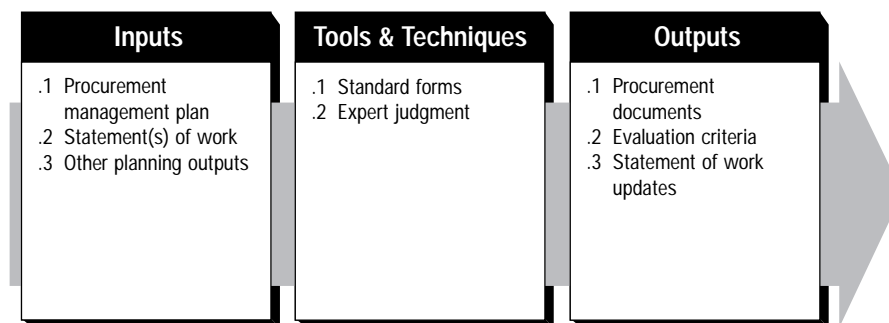 Inputs
.1 Procurement
management plan
.2 Statement(s) of work
.3 Other planning outputs
Tools & Techniques
.1 Standard forms
.2 Expert judgment
Outputs
.1 Procurement
documents
.2 Evaluation criteria
.3 Statement of work
updates